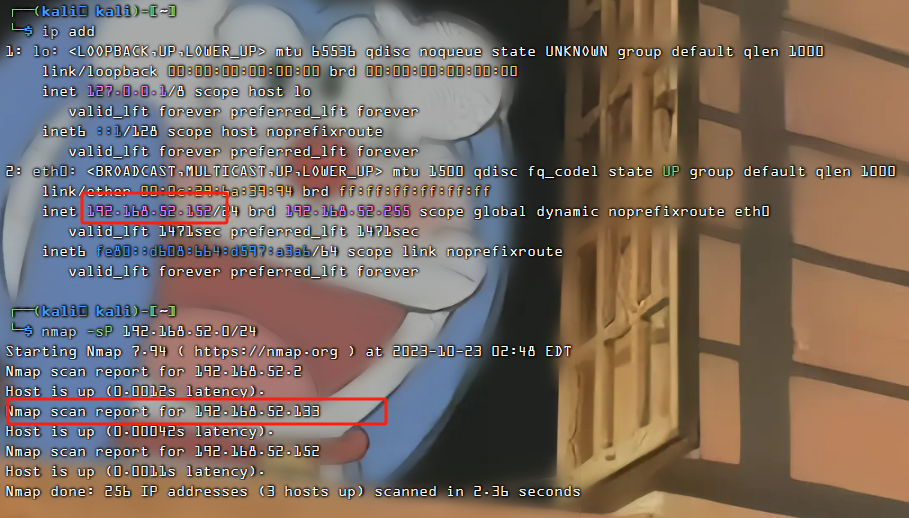 ┌──(kali㉿ kali)-[~]
└─$ ip add
1: lo: <LOOPBACK,UP,LOWER_UP> mtu 65536 qdisc noqueue state UNKNOWN group default qlen 1000
link/loopback 00:00:00:00:00:00 brd 00:00:00:00:00:00
inet 127.0.0.1/8 scope host lo
valid_lft forever preferred_lft forever
inet6 ::1/128 scope host noprefixroute
valid_lft forever preferred_lft forever
2: eth0: <BROADCAST,MULTICAST,UP,LOWER_UP> mtu 1500 qdisc fq_codel state UP group default qlen 1000
link/ether brd ff:ff:ff:ff:ff:ff
inet 192.168.52.152/24 brd 192.168.52.255 scope global dynamic noprefixroute eth0
valid_lft 1471sec preferred_lft 1471sec
inet6 fe80::d608:bb4:d597:a3a6/64 scope link noprefixroute
valid_lft forever preferred_lft forever
┌──(kali㉿ kali)-[~]
└─$ nmap -sP 192.168.52.0/24
Starting Nmap 7.94 ( https://nmap.org ) at 2023-10-23 02:48 EDT
Nmap scan report for 192.168.52.2
Host is up (0.0012s latency).
Nmap scan report for 192.168.52.133
Host is up (0.00042s latency).
Nmap scan report for 192.168.52.152
Host is up (0.0011s latency).
Nmap done: 256 IP addresses (3 hosts up) scanned in 2.36 seconds